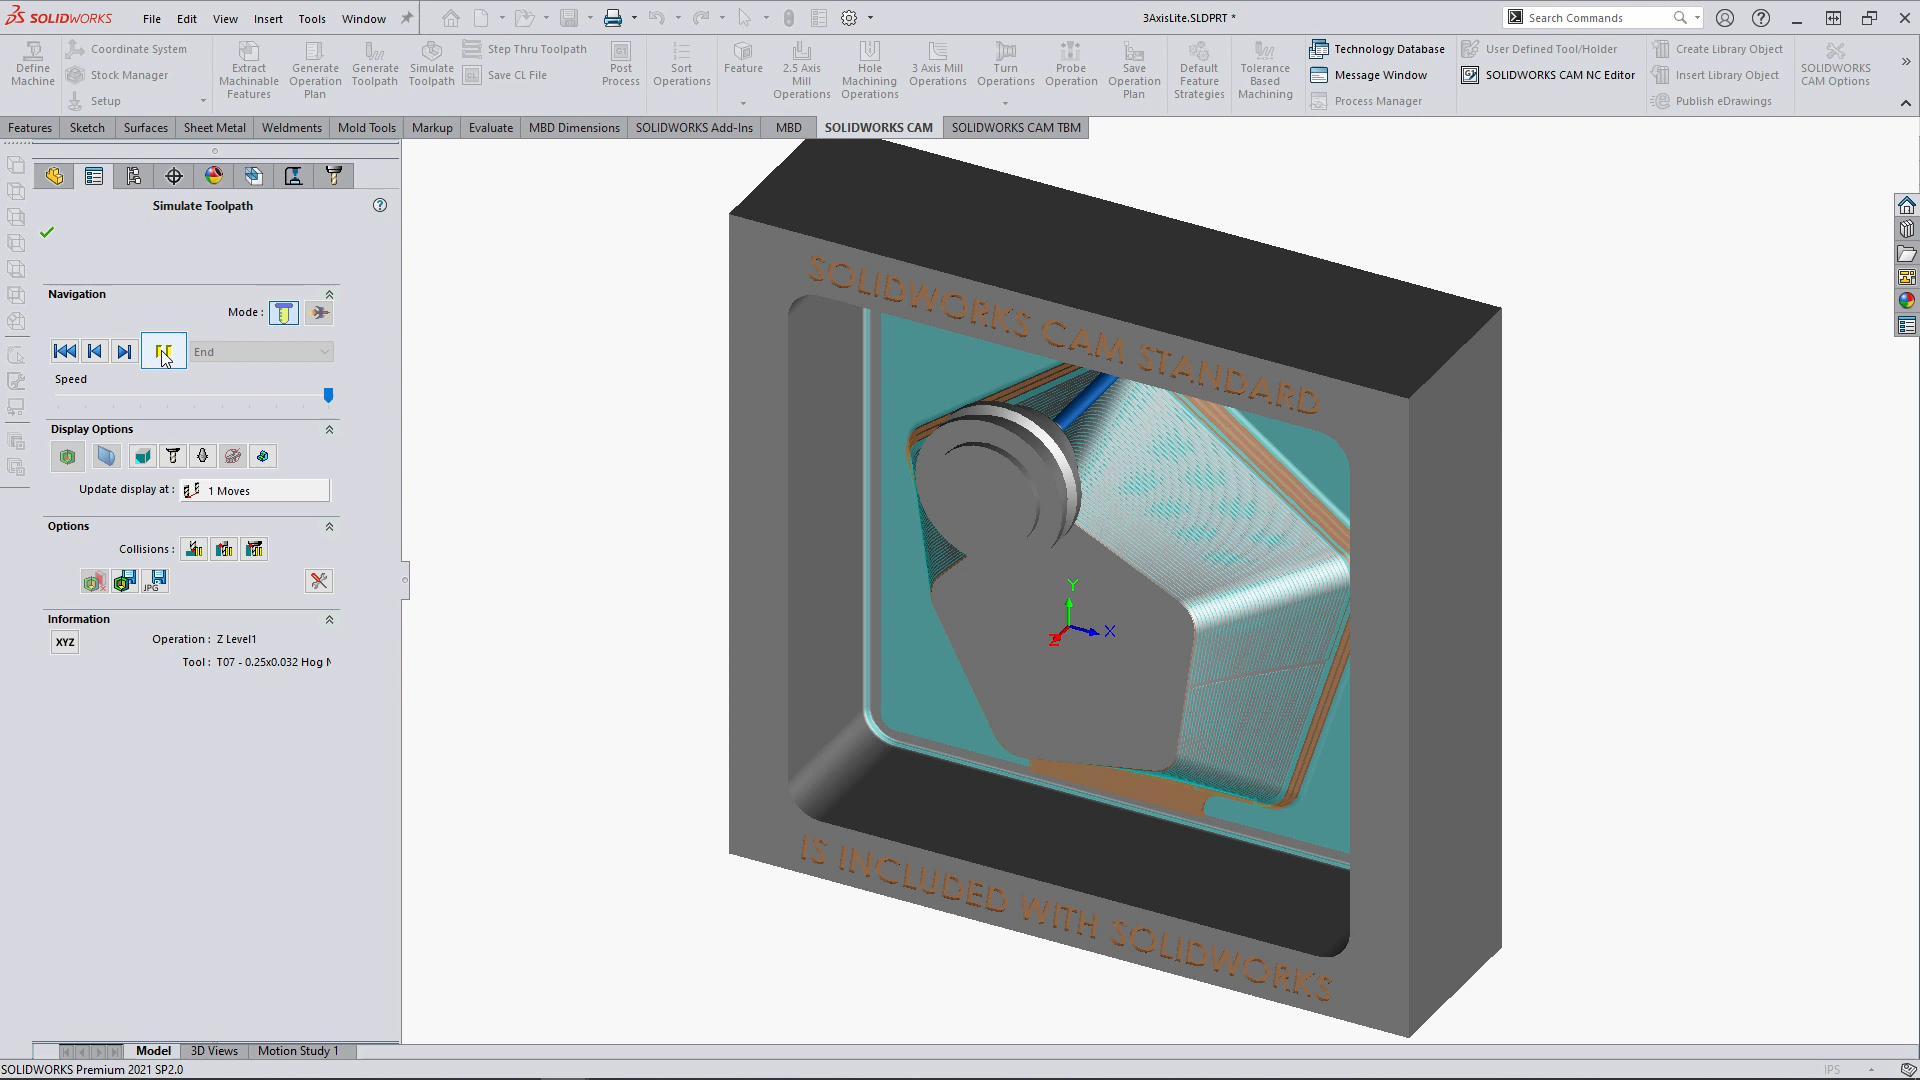 SOLIDWORKS
File Edit View Insert Tools Window
3AxisLite.SLDPRT *
Search Commands
Define Machine
Coordinate System
Stock Manager
Setup
Extract Machinable Features
Generate Operation Plan
Generate Toolpath
Simulate Toolpath
Step Thru Toolpath
Save CL File
Post Process
Sort Operations
Feature
2.5 Axis Mill Operations
Hole Machining Operations
3 Axis Mill Operations
Turn Operations
Probe Operations
Save Operation Plan
Default Feature Strategies
Tolerance Based Machining
Technology Database
Message Window
Process Manager
User Defined Tool/Holder
SOLIDWORKS CAM NC Editor
Create Library Object
Insert Library Object
Publish eDrawings
SOLIDWORKS CAM Options
Features Sketch Surfaces Sheet Metal Weldments Mold Tools Markup Evaluate MBD Dimensions SOLIDWORKS Add-Ins MBD SOLIDWORKS CAM SOLIDWORKS CAM TBM
Simulate Toolpath
Navigation
Mode :
End
Speed
Display Options
Update display at : 1 Moves
Options
Collisions :
JPG
Information
XYZ
Operation : Z Level1
Tool : T07 - 0.25x0.032 Hog N
SOLIDWORKS CAM STANDARD
Y
X
Z
IS INCLUDED WITH SOLIDWORKS
Model 3D Views Motion Study 1
SOLIDWORKS Premium 2021 SP2.0
IPS